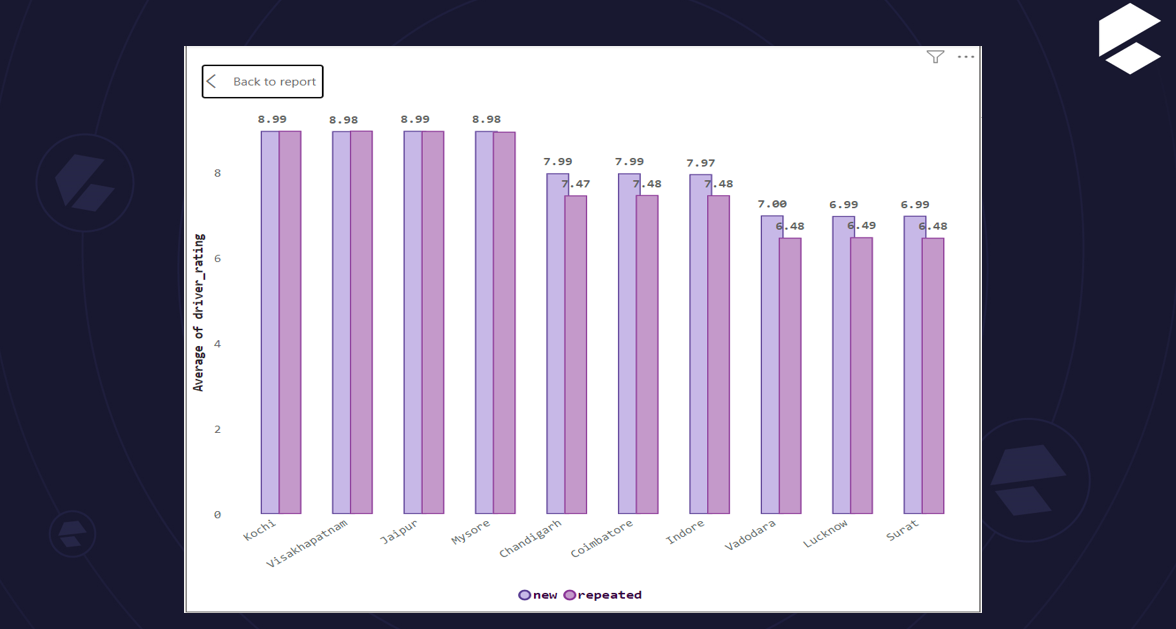 Back to report
Average of driver_rating
8
6
4
2
0
8.99
8.98
8.99
8.98
7.99
7.47
7.99
7.48
7.97
7.48
7.00
6.48
6.99
6.49
6.99
6.48
Kochi
Visakhapatnam
Jaipur
Mysore
Chandigarh
Coimbatore
Indore
Vadodara
Lucknow
Surat
new repeated